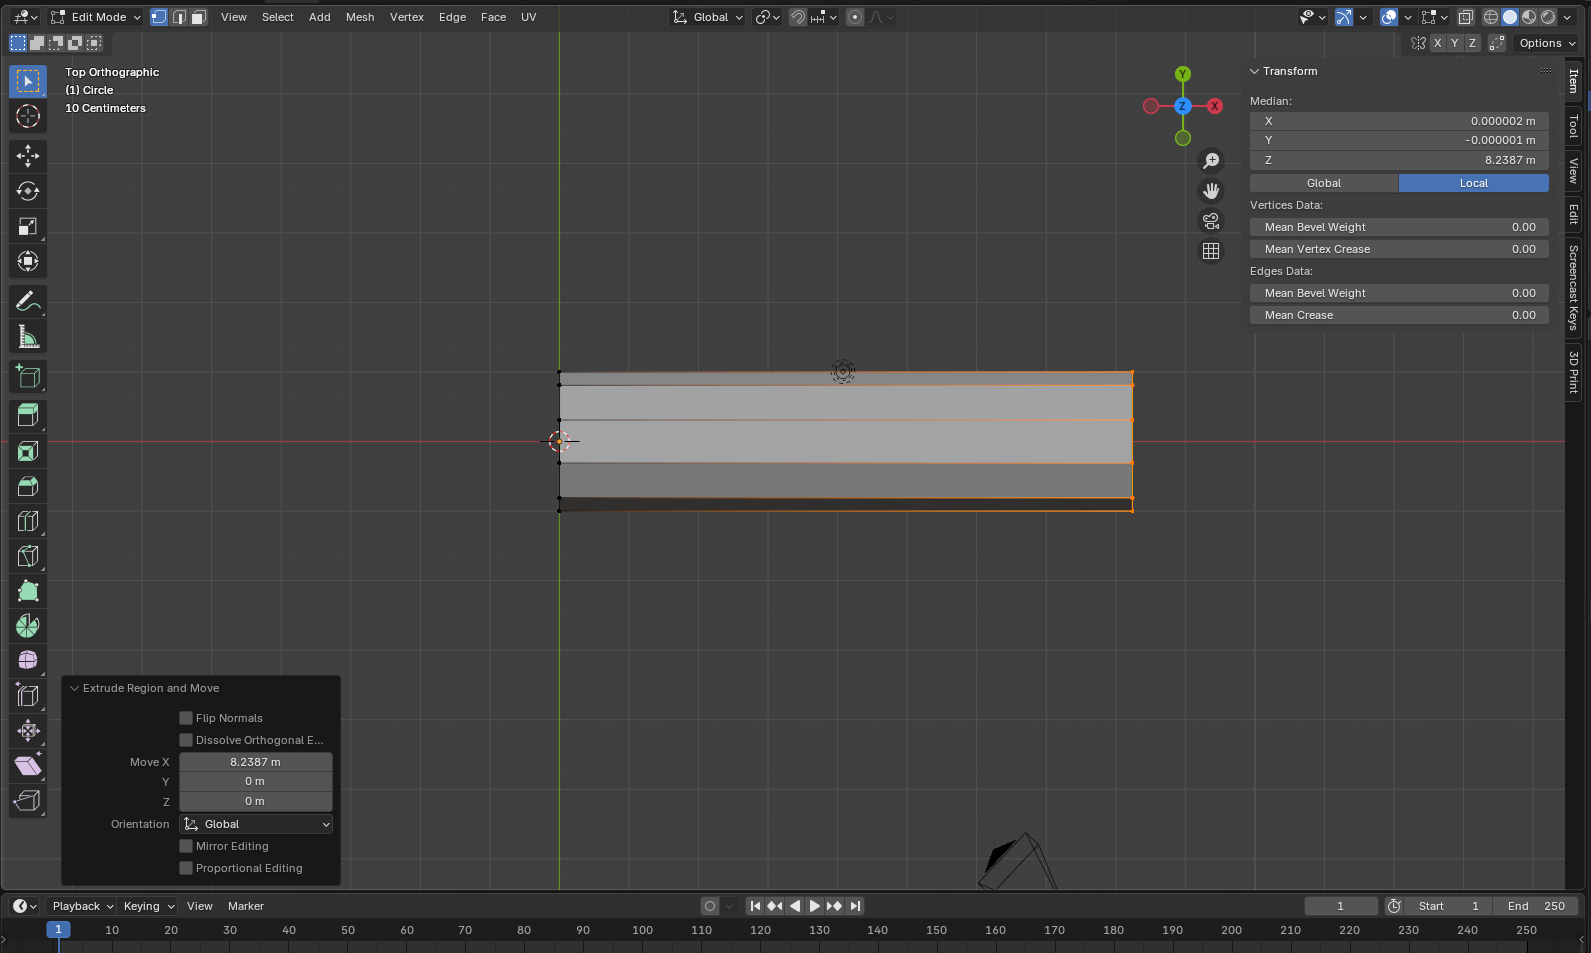 Edit Mode View Select Add Mesh Vertex Edge Face UV Global
X Y Z Options
Top Orthographic
(1) Circle
10 Centimeters
Y
Z X
Transform
Median:
X 0.000002 m
Y -0.000001 m
Z 8.2387 m
Global Local
Vertices Data:
Mean Bevel Weight 0.00
Mean Vertex Crease 0.00
Edges Data:
Mean Bevel Weight 0.00
Mean Crease 0.00
Item
Tool
View
Edit
Screencast Keys
3D Print
Extrude Region and Move
Flip Normals
Dissolve Orthogonal E...
Move X 8.2387 m
Y 0 m
Z 0 m
Orientation Global
Mirror Editing
Proportional Editing
Playback Keying View Marker 1 Start 1 End 250
1 10 20 30 40 50 60 70 80 90 100 110 120 130 140 150 160 170 180 190 200 210 220 230 240 250